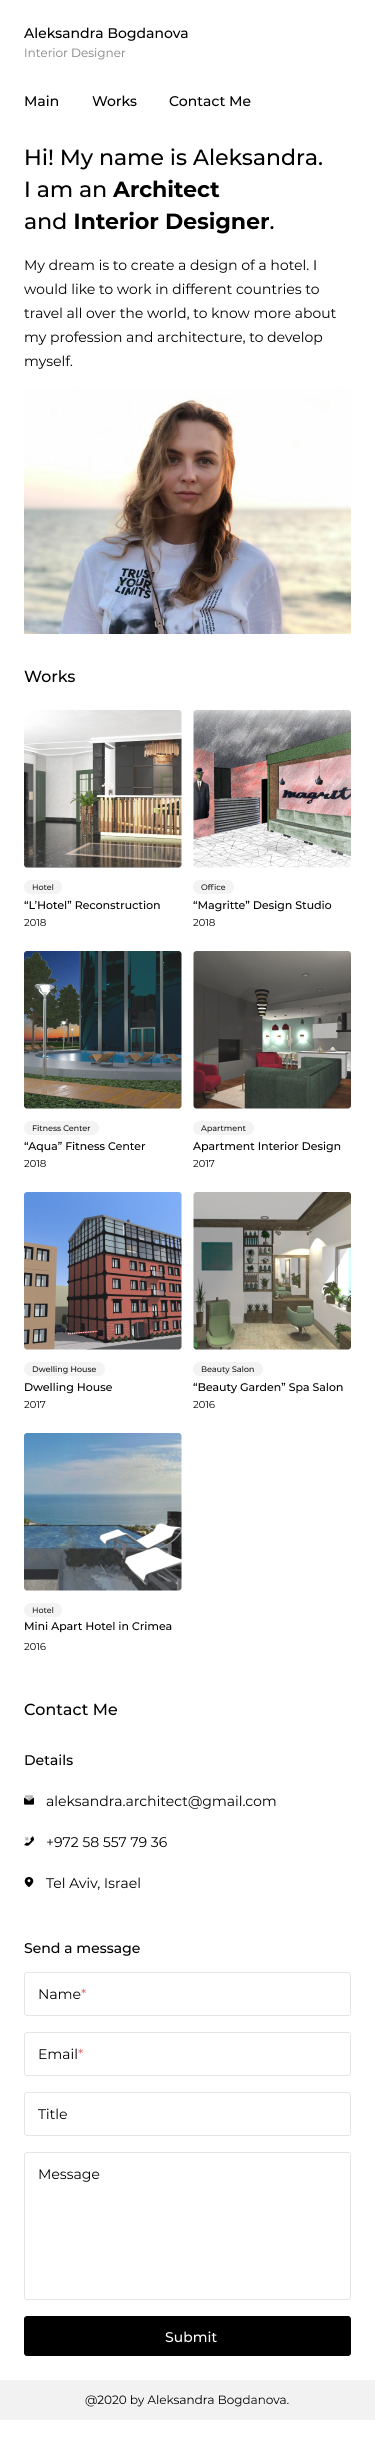 Aleksandra Bogdanova
Interior Designer
Main Works Contact Me
Hi! My name is Aleksandra.
I am an Architect
and Interior Designer.
My dream is to create a design of a hotel. I
would like to work in different countries to
travel all over the world, to know more about
my profession and architecture, to develop
myself.
TRUST
YOUR
LIMITS
Works
magritte
Hotel
“L’Hotel” Reconstruction
2018
Office
“Magritte” Design Studio
2018
Fitness Center
“Aqua” Fitness Center
2018
Apartment
Apartment Interior Design
2017
Dwelling House
Dwelling House
2017
Beauty Salon
“Beauty Garden” Spa Salon
2016
Hotel
Mini Apart Hotel in Crimea
2016
Contact Me
Details
aleksandra.architect@gmail.com
+972 58 557 79 36
Tel Aviv, Israel
Send a message
Name*
Email*
Title
Message
Submit
@2020 by Aleksandra Bogdanova.